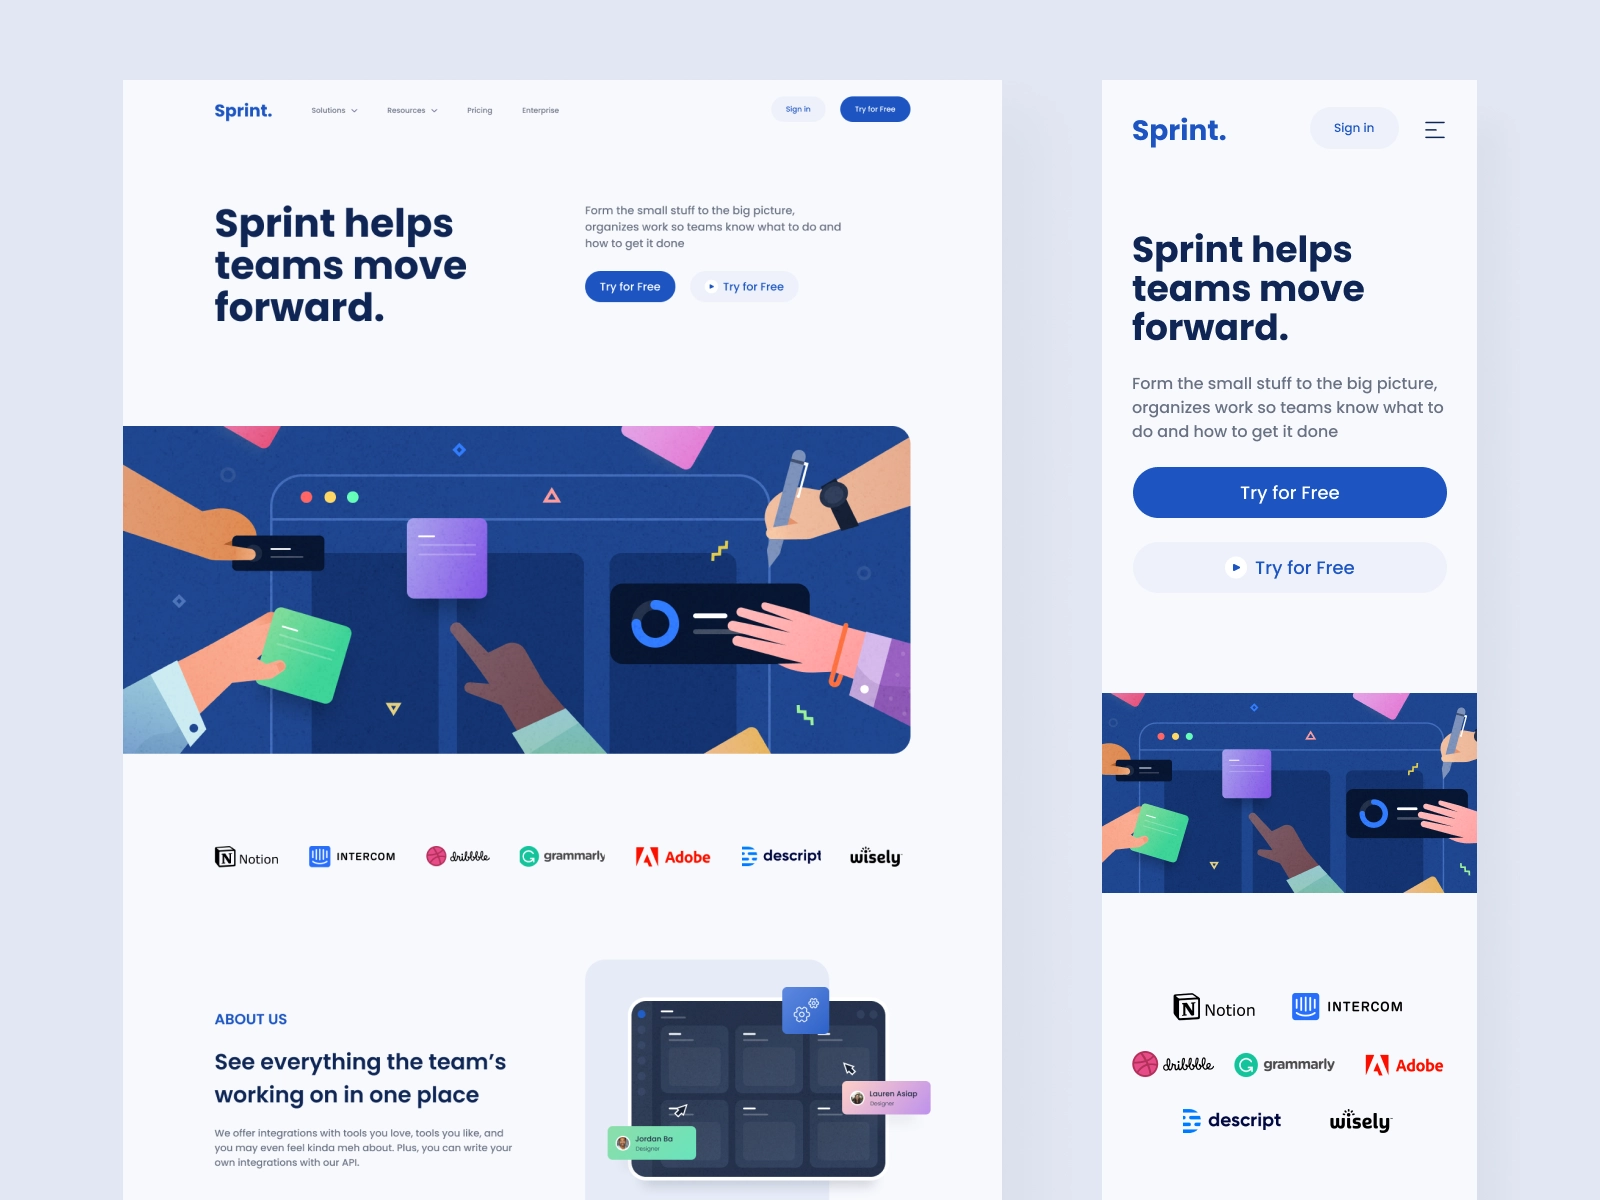 Sprint.
Solutions
Resources
Pricing
Enterprise
Sign in
Try for Free
Sprint helps
teams move
forward.
Form the small stuff to the big picture,
organizes work so teams know what to do and
how to get it done
Try for Free
Try for Free
Notion
INTERCOM
dribbble
grammarly
Adobe
descript
wisely
ABOUT US
See everything the team’s
working on in one place
We offer integrations with tools you love, tools you like, and
you may even feel kinda meh about. Plus, you can write your
own integrations with our API.
Lauren Asiap
Designer
Jordan Ba
Designer
Sprint.
Sign in
Sprint helps
teams move
forward.
Form the small stuff to the big picture,
organizes work so teams know what to
do and how to get it done
Try for Free
Try for Free
Notion
INTERCOM
dribbble
grammarly
Adobe
descript
wisely